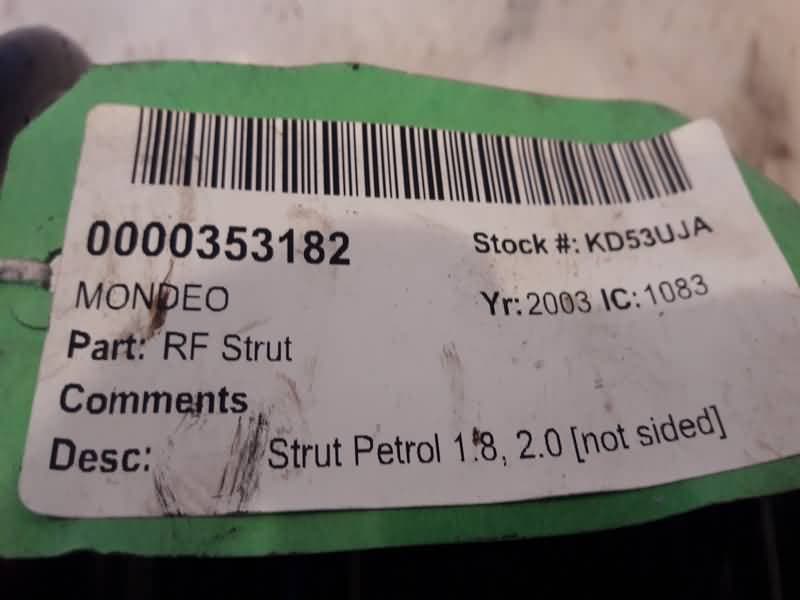 0000353182 Stock #: KD53UJA
MONDEO Yr: 2003 IC: 1083
Part: RF Strut
Comments
Desc: Strut Petrol 1.8, 2.0 [not sided]